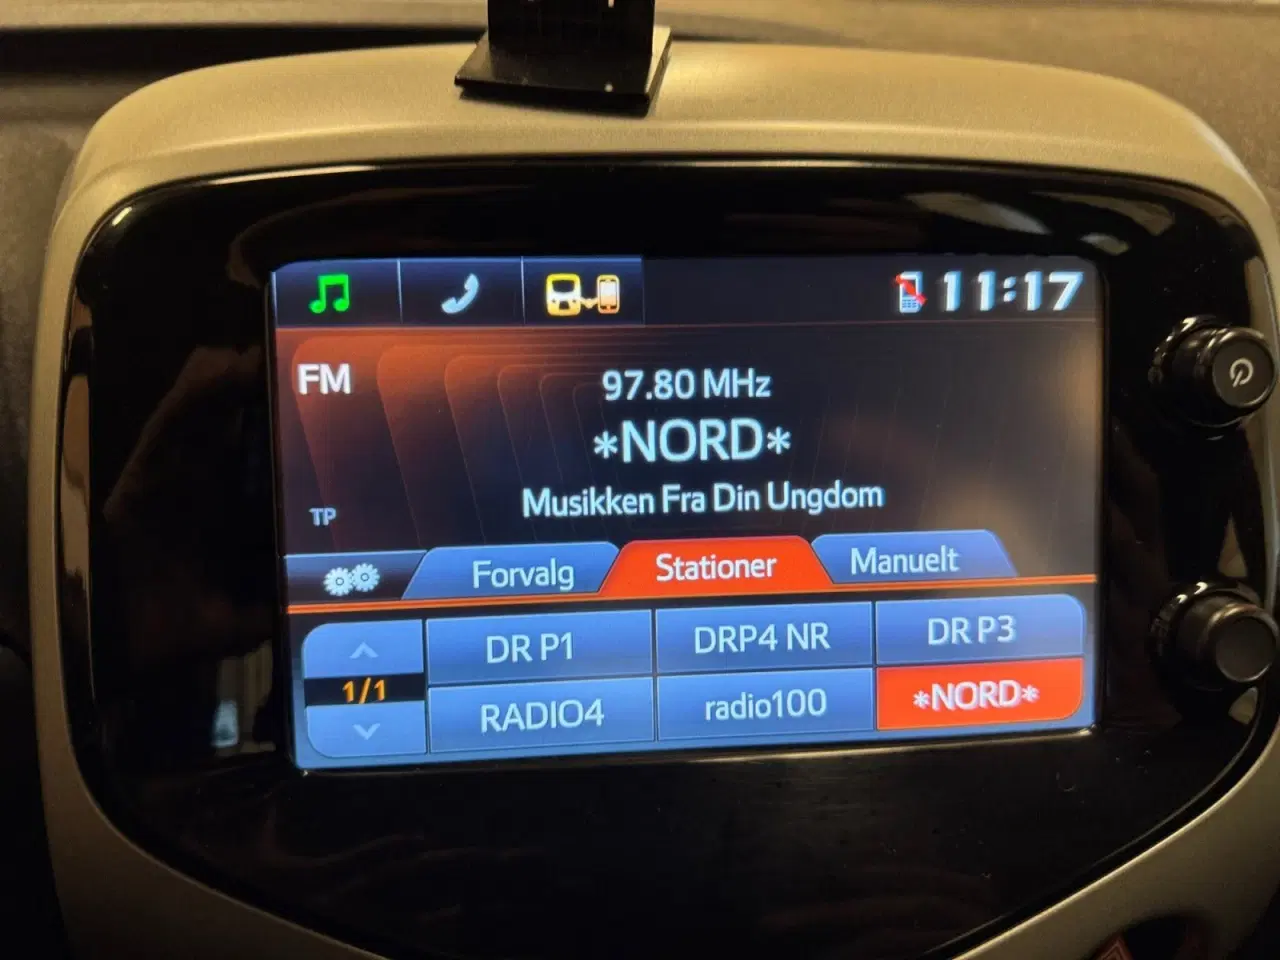 11:17
FM
97.80 MHz
*NORD*
Musikken Fra Din Ungdom
TP
Forvalg
Stationer
Manuelt
DR P1
DRP4 NR
DR P3
1/1
RADIO4
radio100
*NORD*